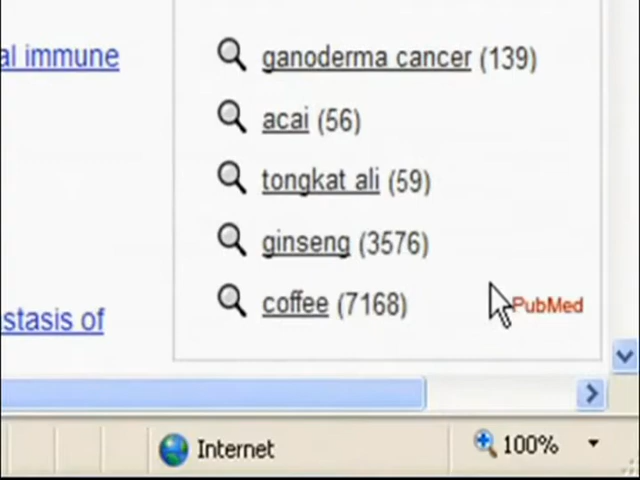 al immune
ganoderma cancer (139)
acai (56)
tongkat ali (59)
ginseng (3576)
coffee (7168)
PubMed
stasis of
Internet
100%